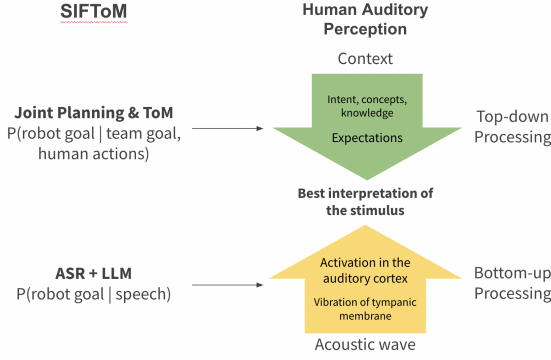 SIFToM
Human Auditory
Perception
Context
Intent, concepts,
knowledge
Expectations
Joint Planning & ToM
P(robot goal | team goal,
human actions)
Top-down
Processing
Best interpretation of
the stimulus
ASR + LLM
P(robot goal | speech)
Activation in the
auditory cortex
Vibration of tympanic
membrane
Bottom-up
Processing
Acoustic wave